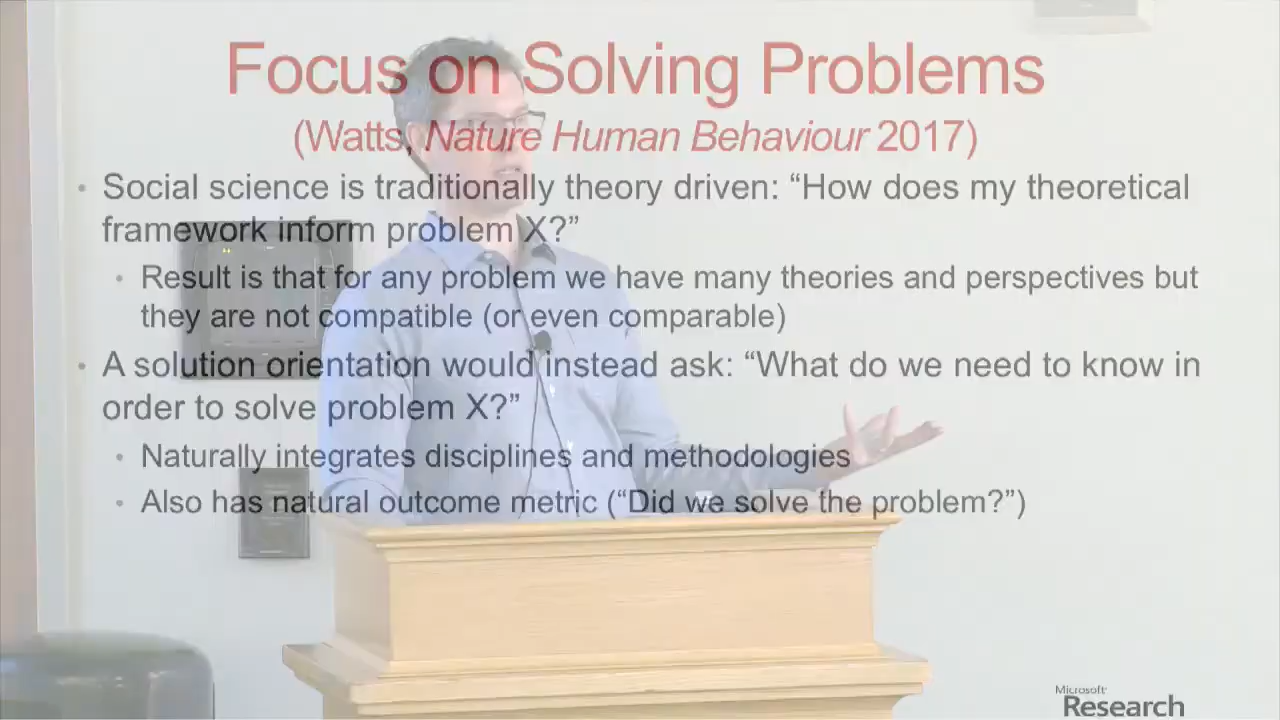 Focus on Solving Problems
(Watts, Nature Human Behaviour 2017)
• Social science is traditionally theory driven: “How does my theoretical
framework inform problem X?”
• Result is that for any problem we have many theories and perspectives but
they are not compatible (or even comparable)
• A solution orientation would instead ask: “What do we need to know in
order to solve problem X?”
• Naturally integrates disciplines and methodologies
• Also has natural outcome metric (“Did we solve the problem?”)
Microsoft
Research